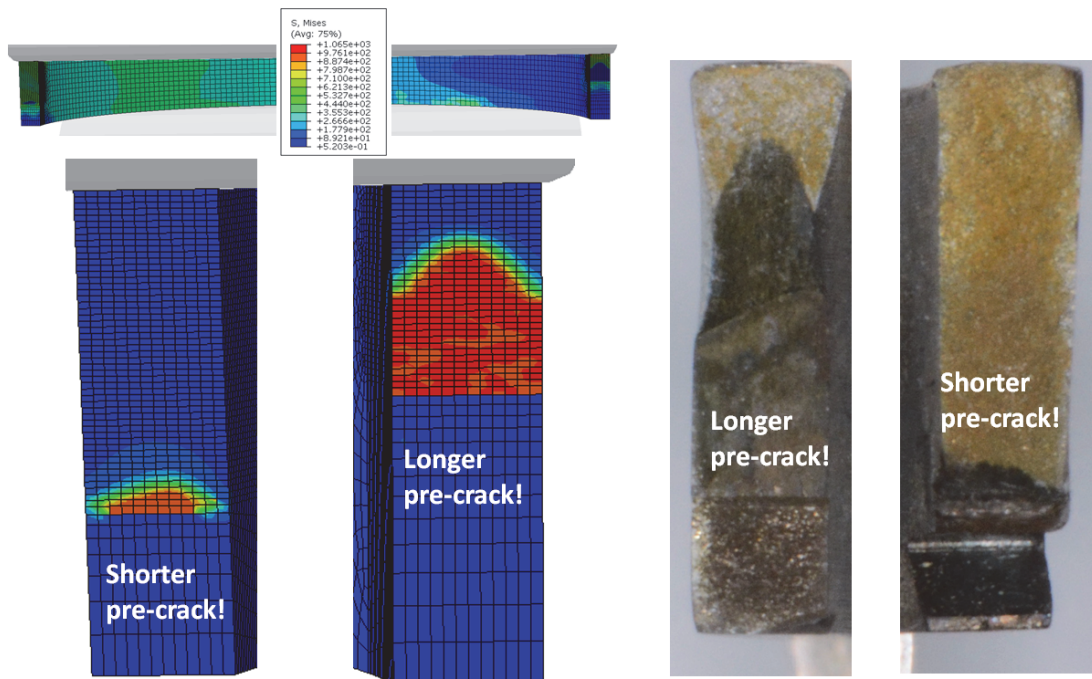 S, Mises
(Avg: 75%)
+1.065e+03
+9.761e+02
+8.874e+02
+7.987e+02
+7.100e+02
+6.213e+02
+5.327e+02
+4.440e+02
+3.553e+02
+2.666e+02
+1.779e+02
+8.921e+01
+5.203e-01
Shorter
pre-crack!
Longer
pre-crack!
Longer
pre-crack!
Shorter
pre-crack!